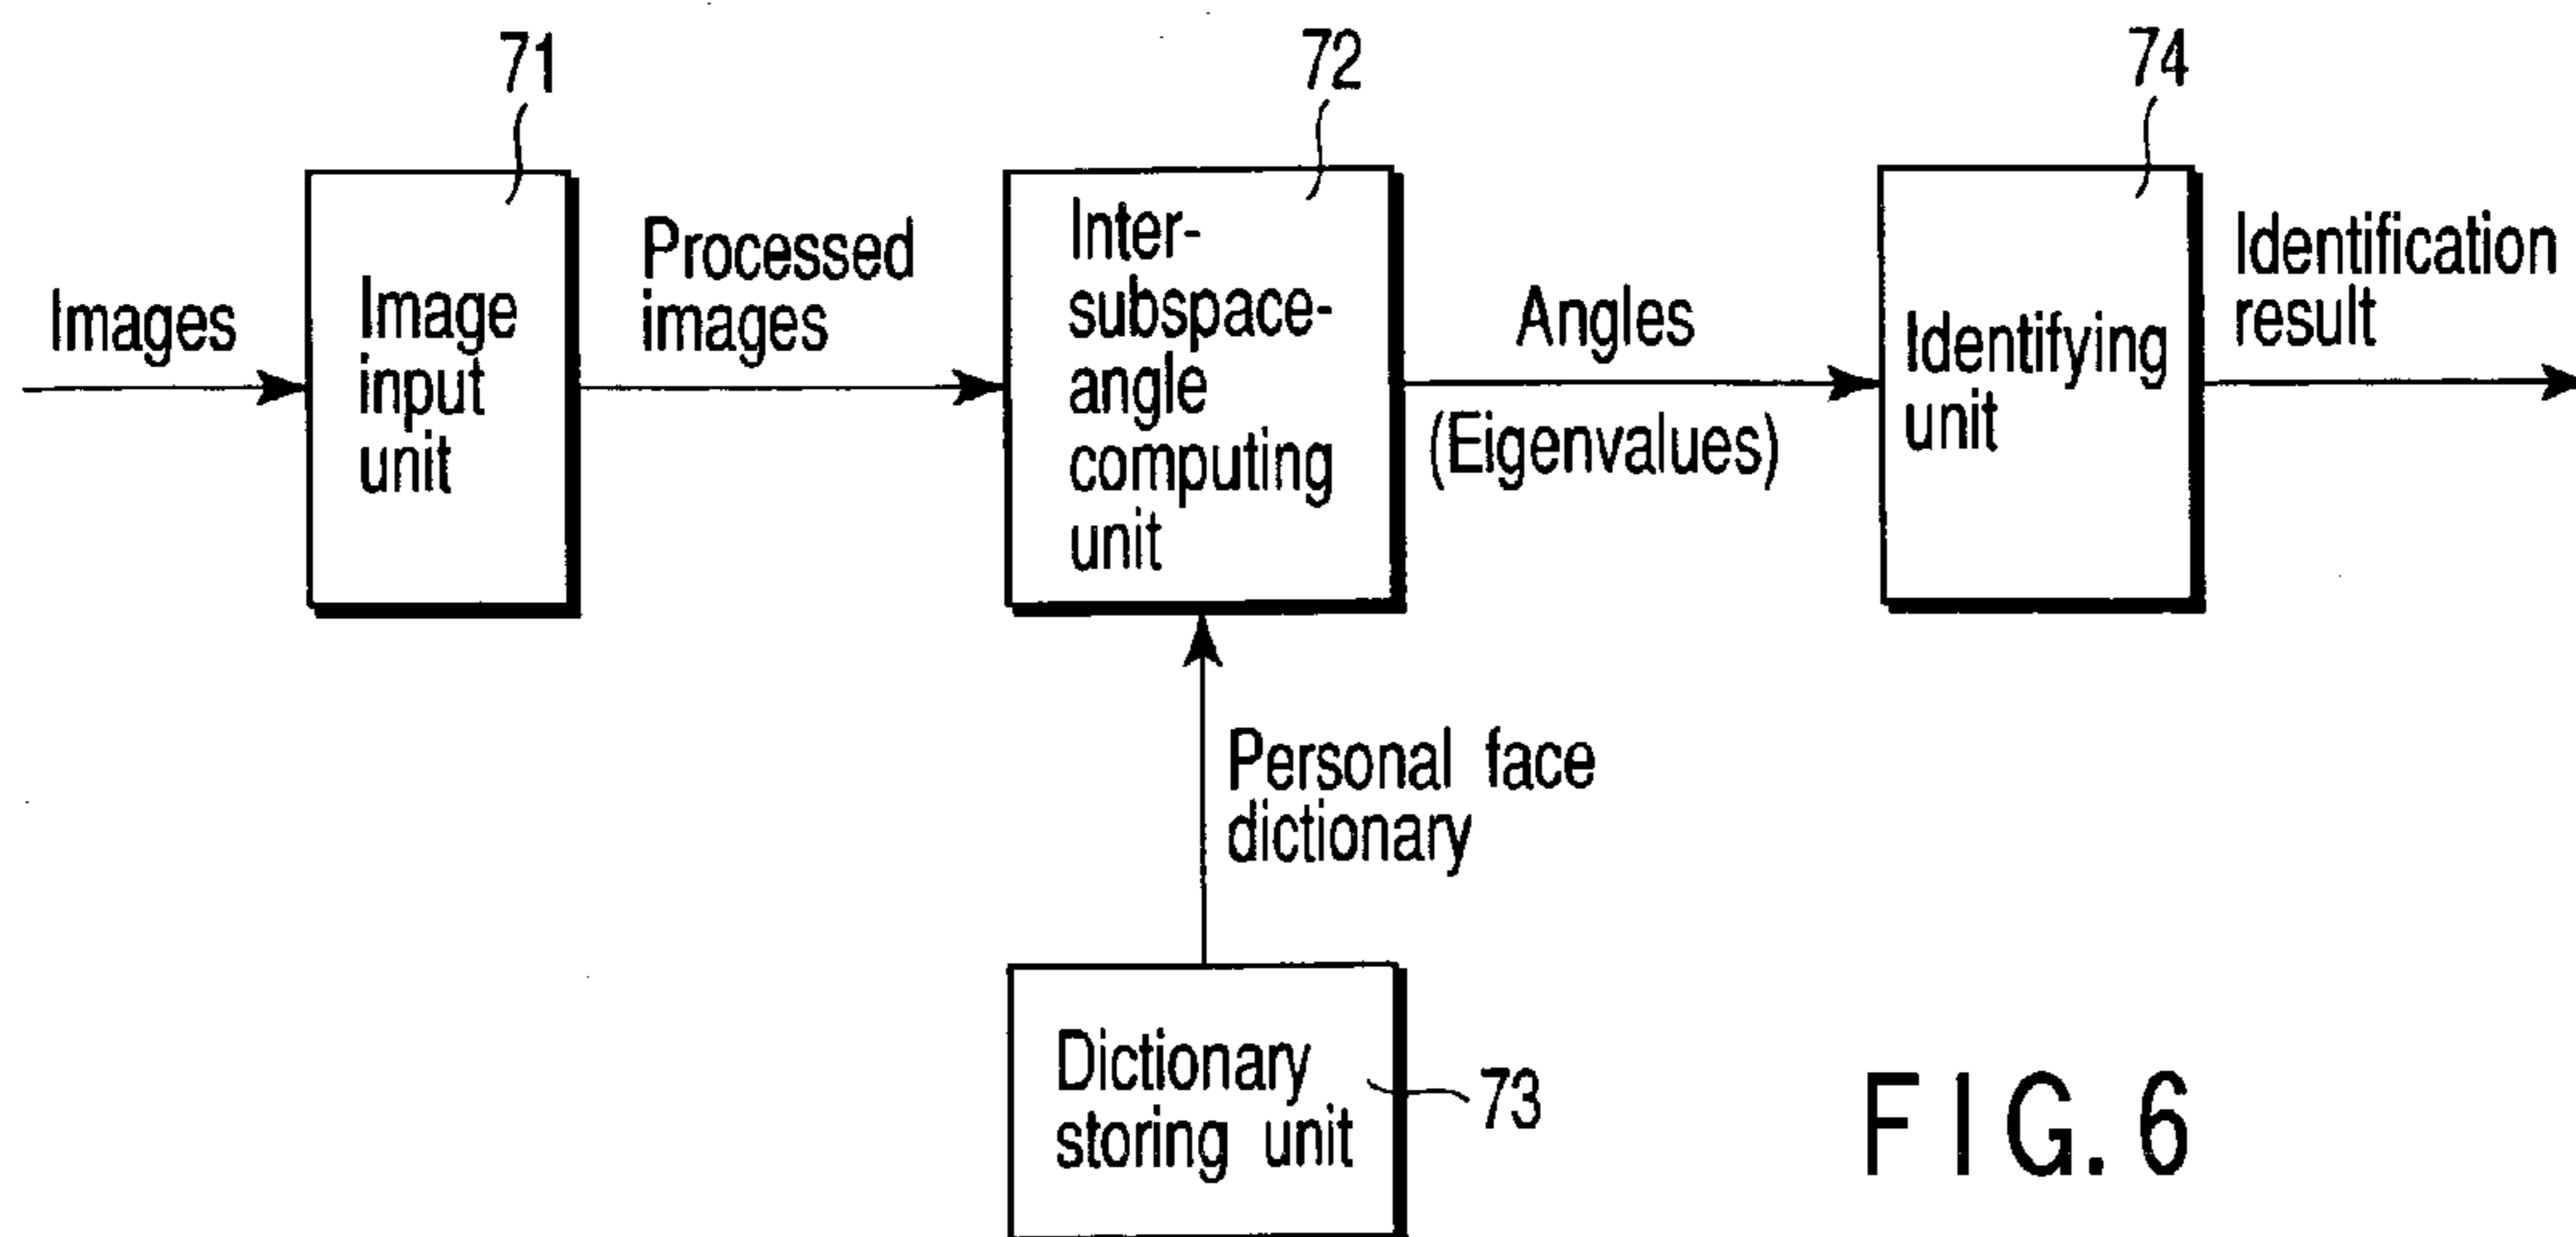 71
72
74
Images
Image
input
unit
Processed
images
Inter-
subspace-
angle
computing
unit
Angles
(Eigenvalues)
Identifying
unit
Identification
result
Personal face
dictionary
Dictionary
storing unit
73
FIG. 6